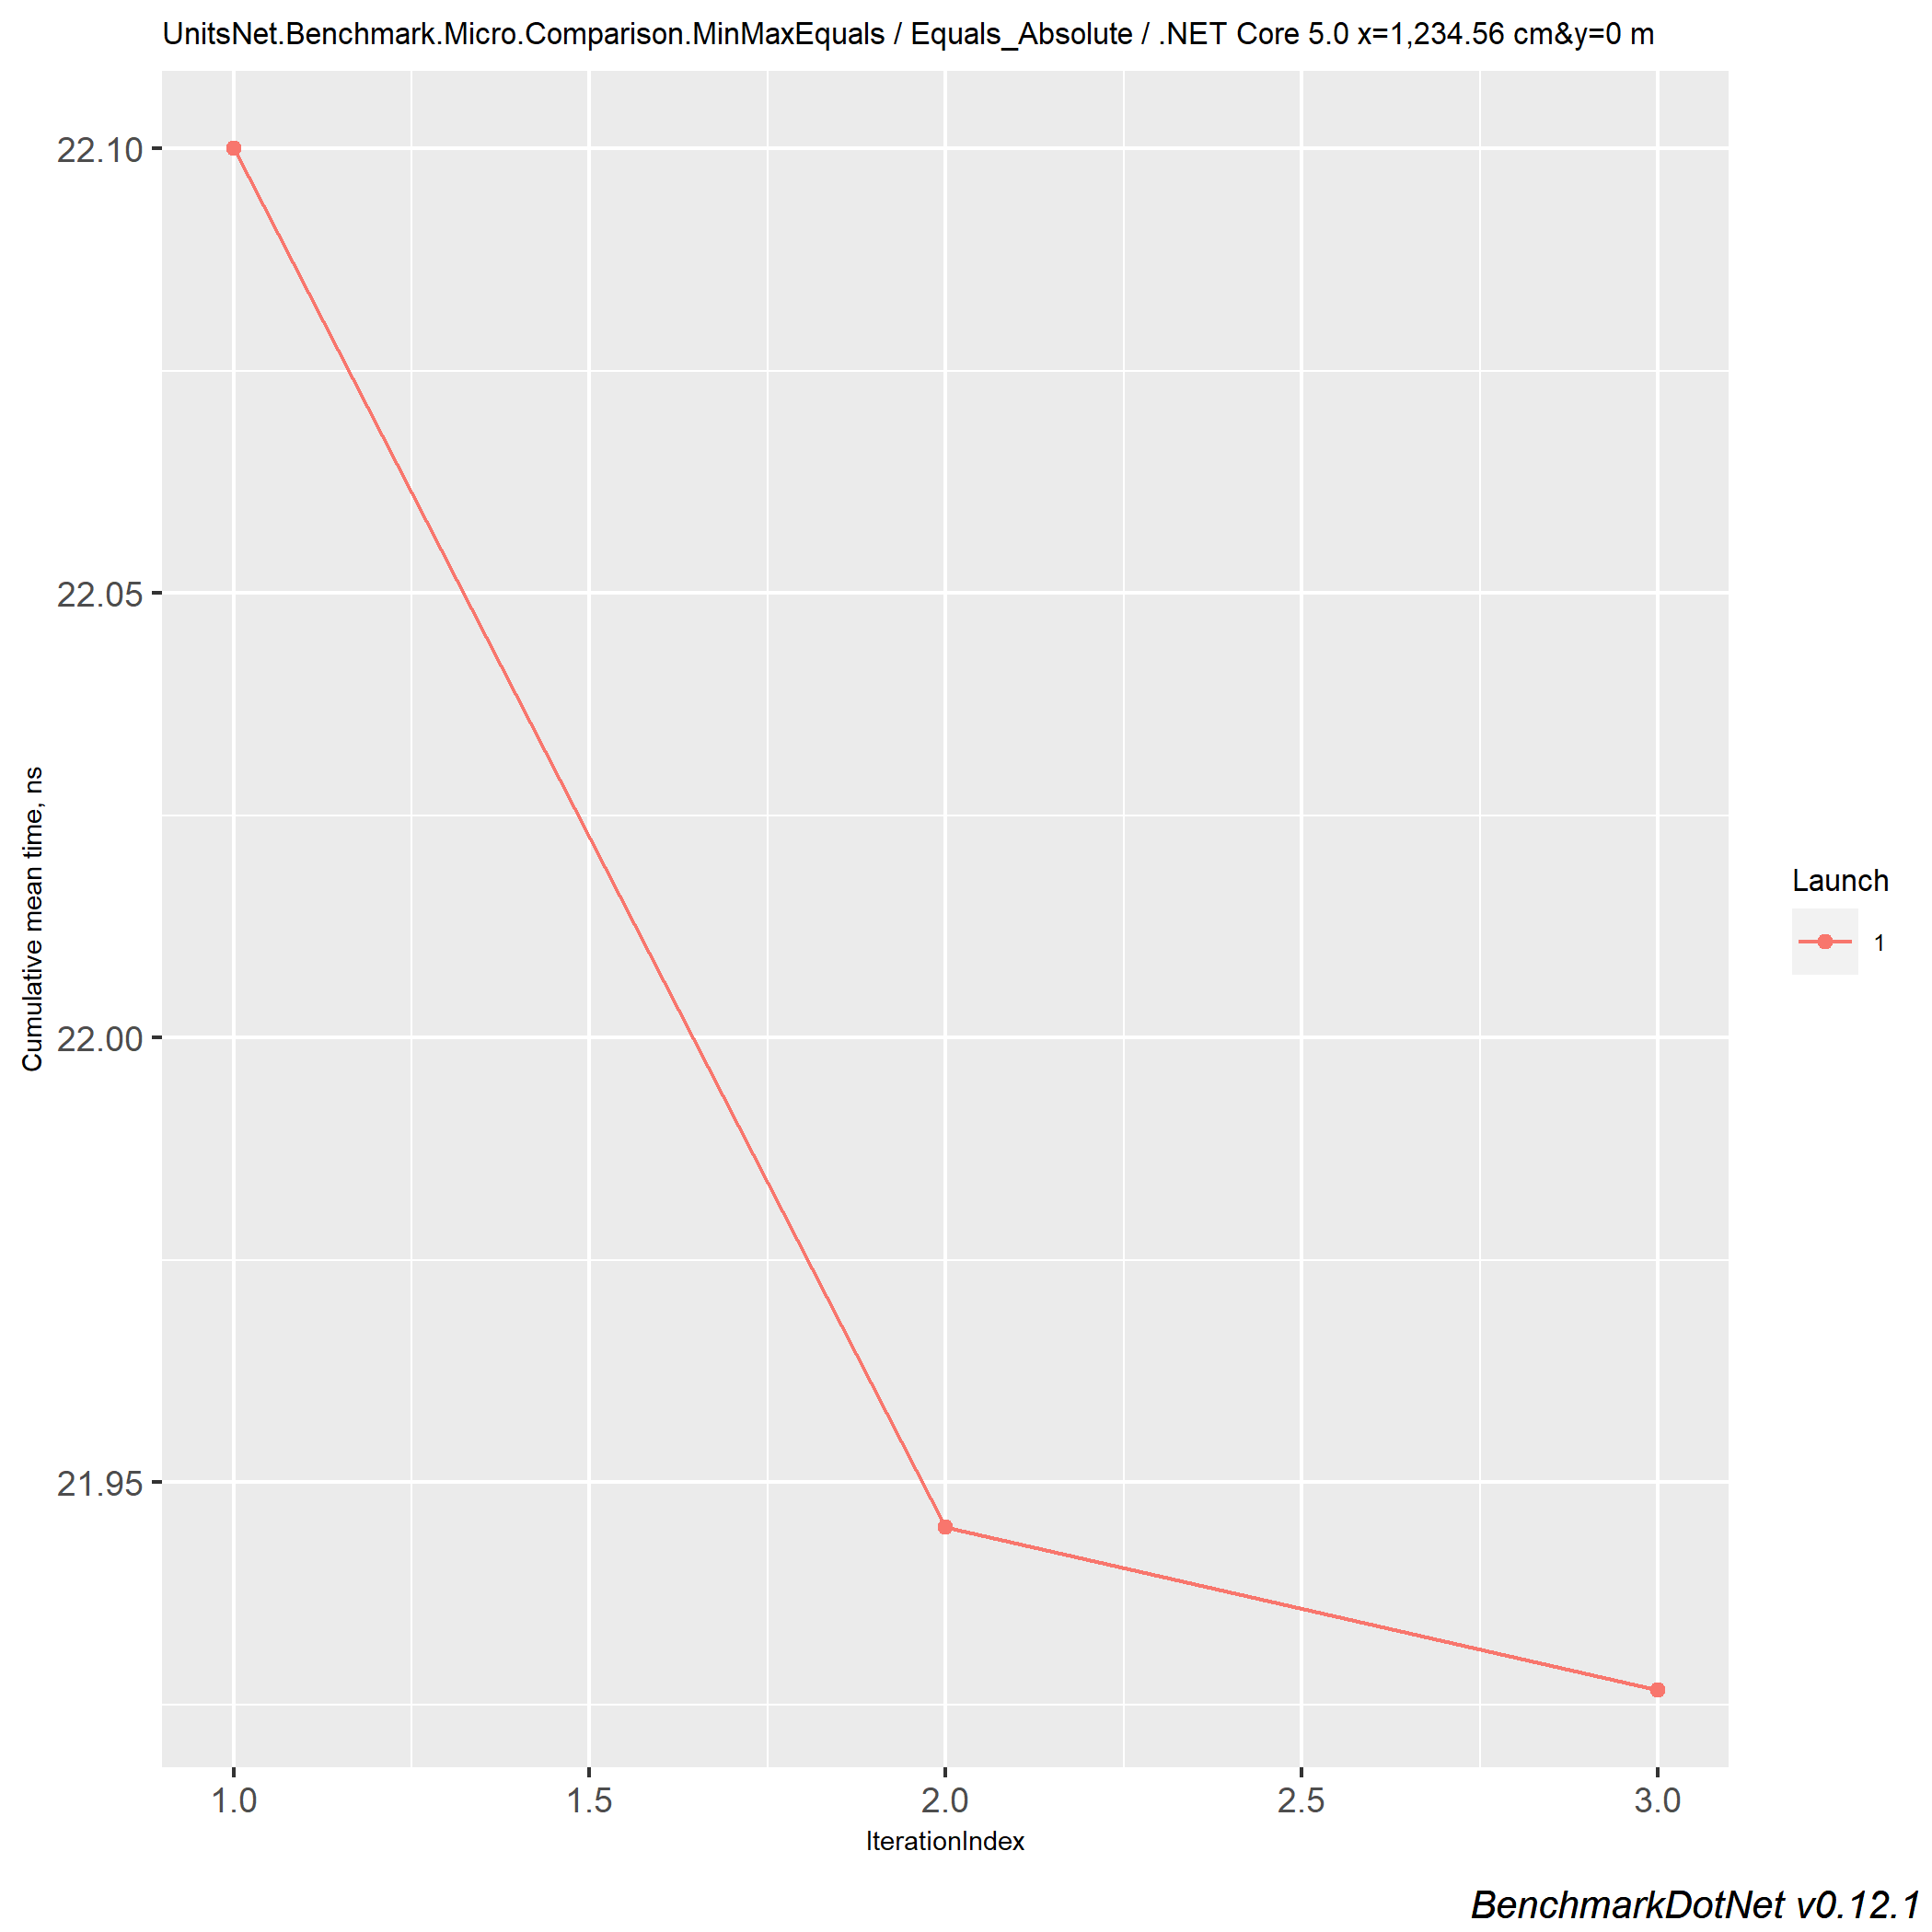 UnitsNet.Benchmark.Micro.Comparison.MinMaxEquals / Equals_Absolute / .NET Core 5.0 x=1,234.56 cm&y=0 m
22.10
22.05
22.00
21.95
Cumulative mean time, ns
1.0 1.5 2.0 2.5 3.0
IterationIndex
Launch
1
BenchmarkDotNet v0.12.1